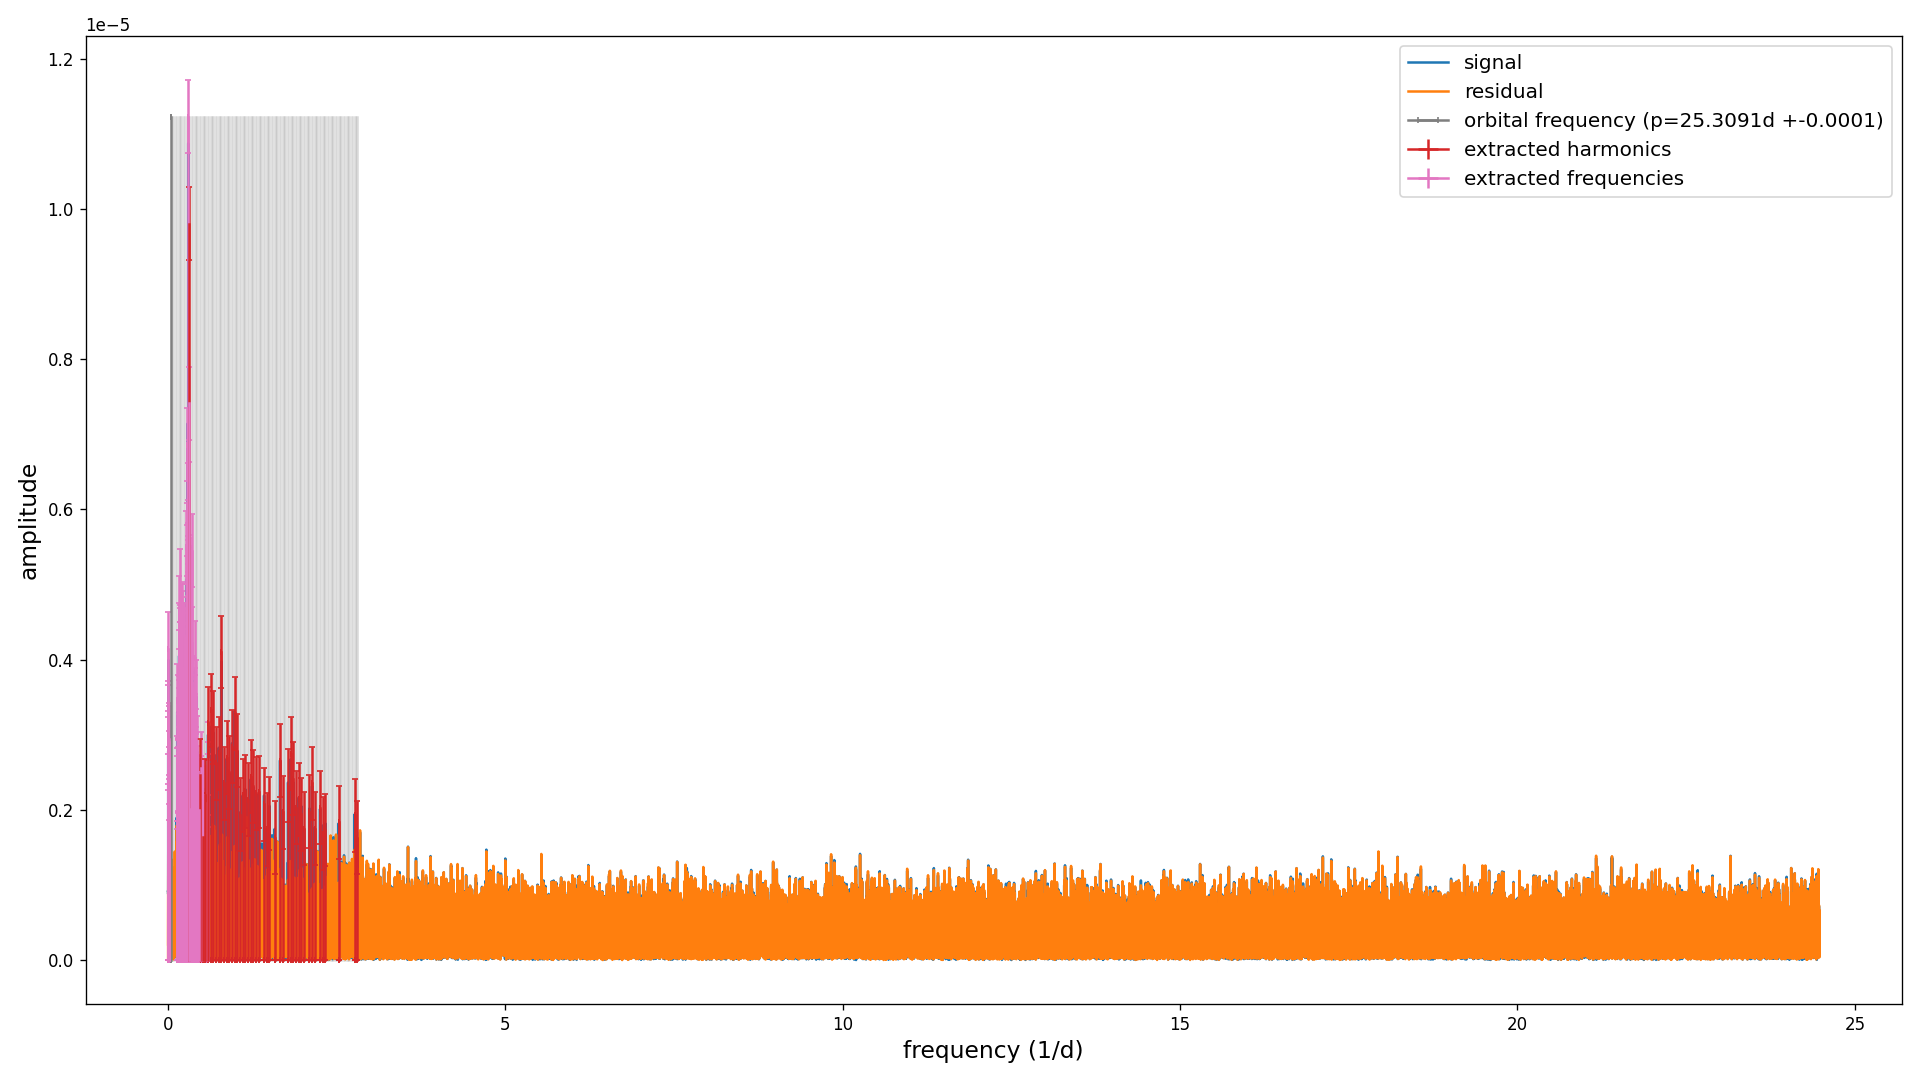 1e−5
1.2
1.0
0.8
0.6
0.4
0.2
0.0
amplitude
0
5
10
15
20
25
frequency (1/d)
signal
residual
orbital frequency (p=25.3091d +-0.0001)
extracted harmonics
extracted frequencies